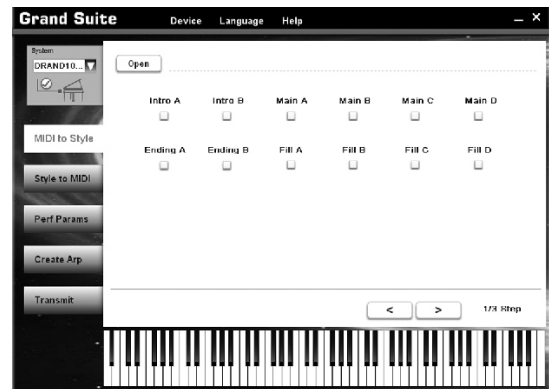 Grand Suite
Device Language Help
System
DRAND10...
Open
Intro A Intro B Main A Main B Main C Main D
MIDI to Style
Ending A Ending B Fill A Fill B Fill C Fill D
Style to MIDI
Perf Params
Create Arp
Transmit
< > 1/3 Step